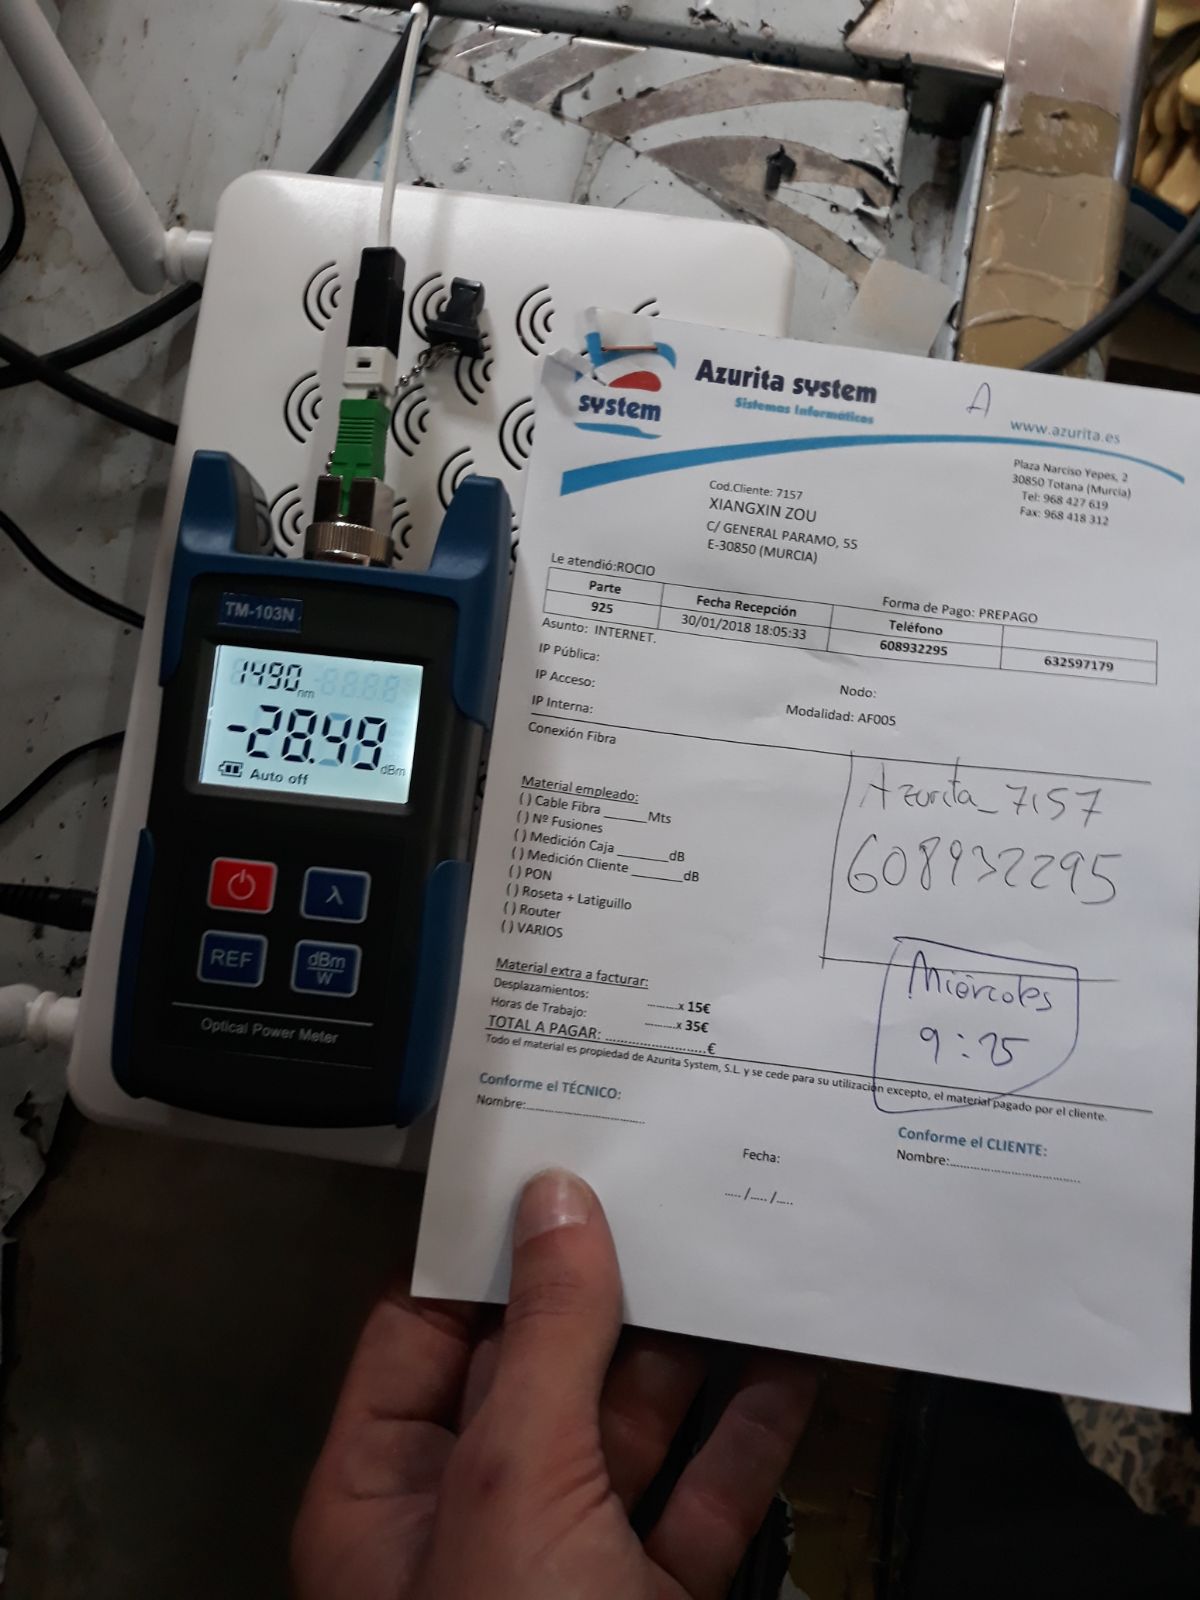 TM-103N
1490nm
-28.48dBm
Auto off
λ
REF
dBm
W
Optical Power Meter
system
Azurita system
Sistemas Informáticos
A
www.azurita.es
Plaza Narciso Yepes, 2
30850 Totana (Murcia)
Tel: 968 427 619
Fax: 968 418 312
Cod.Cliente: 7157
XIANGXIN ZOU
C/ GENERAL PARAMO, 55
E-30850 (MURCIA)
Le atendió:ROCIO
Forma de Pago: PREPAGO
Parte Fecha Recepción Teléfono
925 30/01/2018 18:05:33 608932295 632597179
Asunto: INTERNET.
IP Pública:
IP Acceso: Nodo:
IP Interna: Modalidad: AF005
Conexión Fibra
Azurita_7157
608932295
Miércoles
9:25
Material empleado:
( ) Cable Fibra ______Mts
( ) Nº Fusiones
( ) Medición Caja _______dB
( ) Medición Cliente _______dB
( ) PON
( ) Roseta + Latiguillo
( ) Router
( ) VARIOS
Material extra a facturar:
Desplazamientos: ..........x 15€
Horas de Trabajo: ..........x 35€
TOTAL A PAGAR: ..........................€
Todo el material es propiedad de Azurita System, S.L. y se cede para su utilización excepto, el material pagado por el cliente.
Conforme el TÉCNICO:
Nombre:..............................
Conforme el CLIENTE:
Nombre:..................................
Fecha:
..... /..... /.....